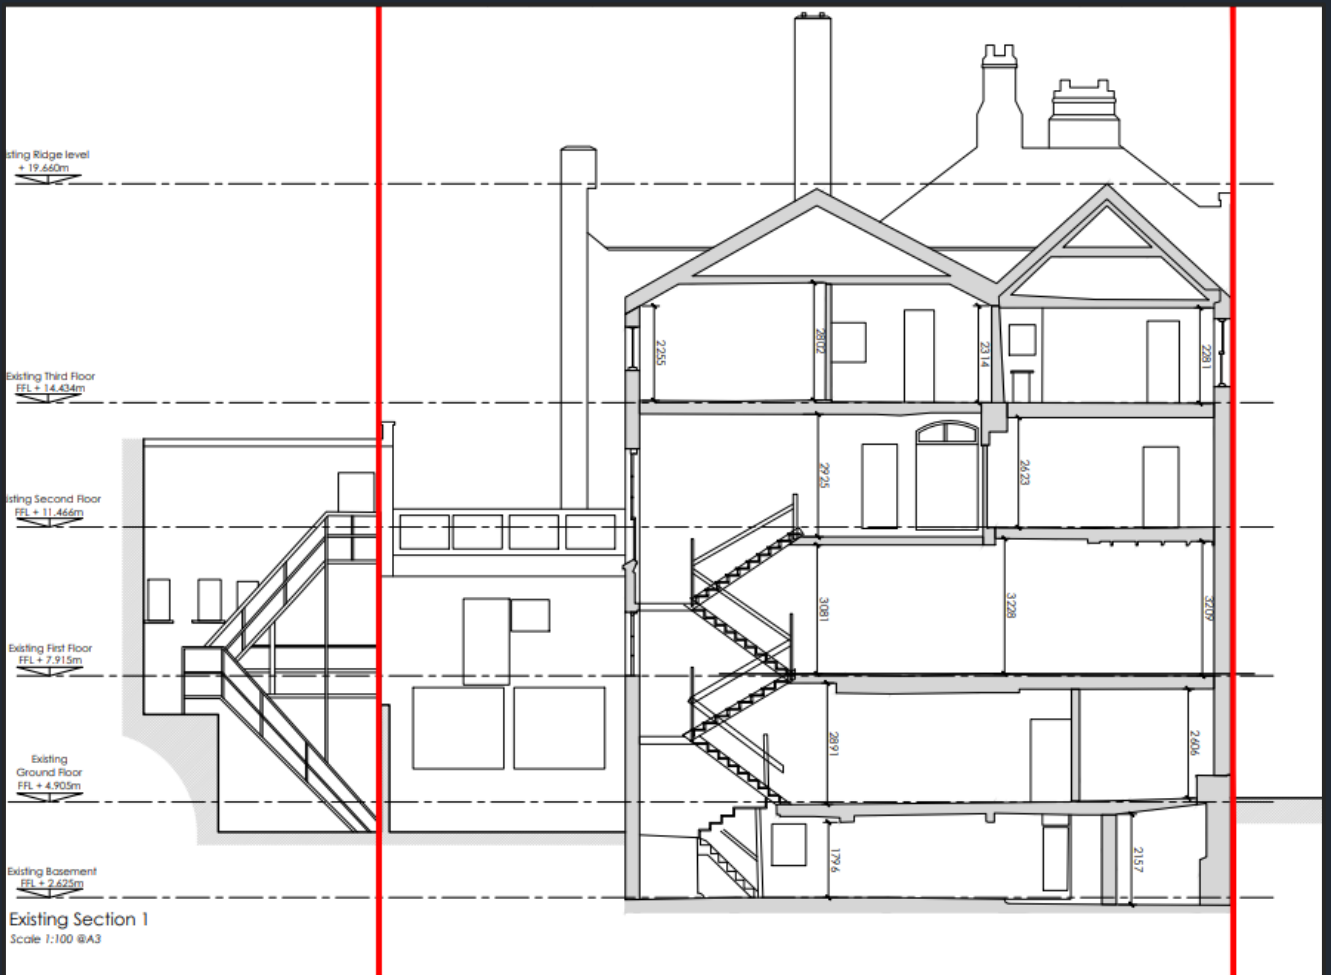 isting Ridge level
+ 19.660m
Existing Third Floor
FFL + 14.434m
isting Second Floor
FFL + 11.466m
Existing First Floor
FFL + 7.915m
Existing
Ground Floor
FFL + 4.905m
Existing Basement
FFL + 2.625m
2255
2802
2314
2281
2925
2623
3081
3228
3209
2891
2606
1796
2157
Existing Section 1
Scale 1:100 @A3